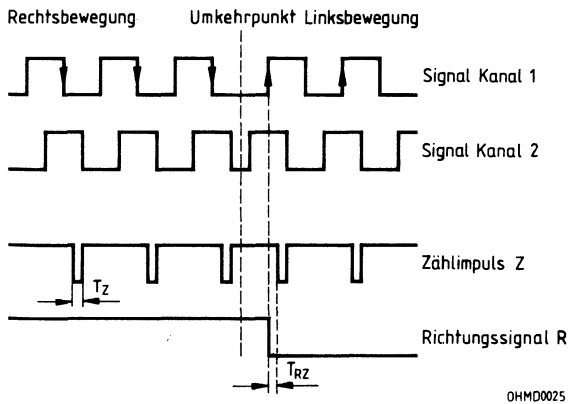 Rechtsbewegung Umkehrpunkt Linksbewegung
Signal Kanal 1
Signal Kanal 2
Zählimpuls Z
TZ
Richtungssignal R
TRZ
OHMD0025